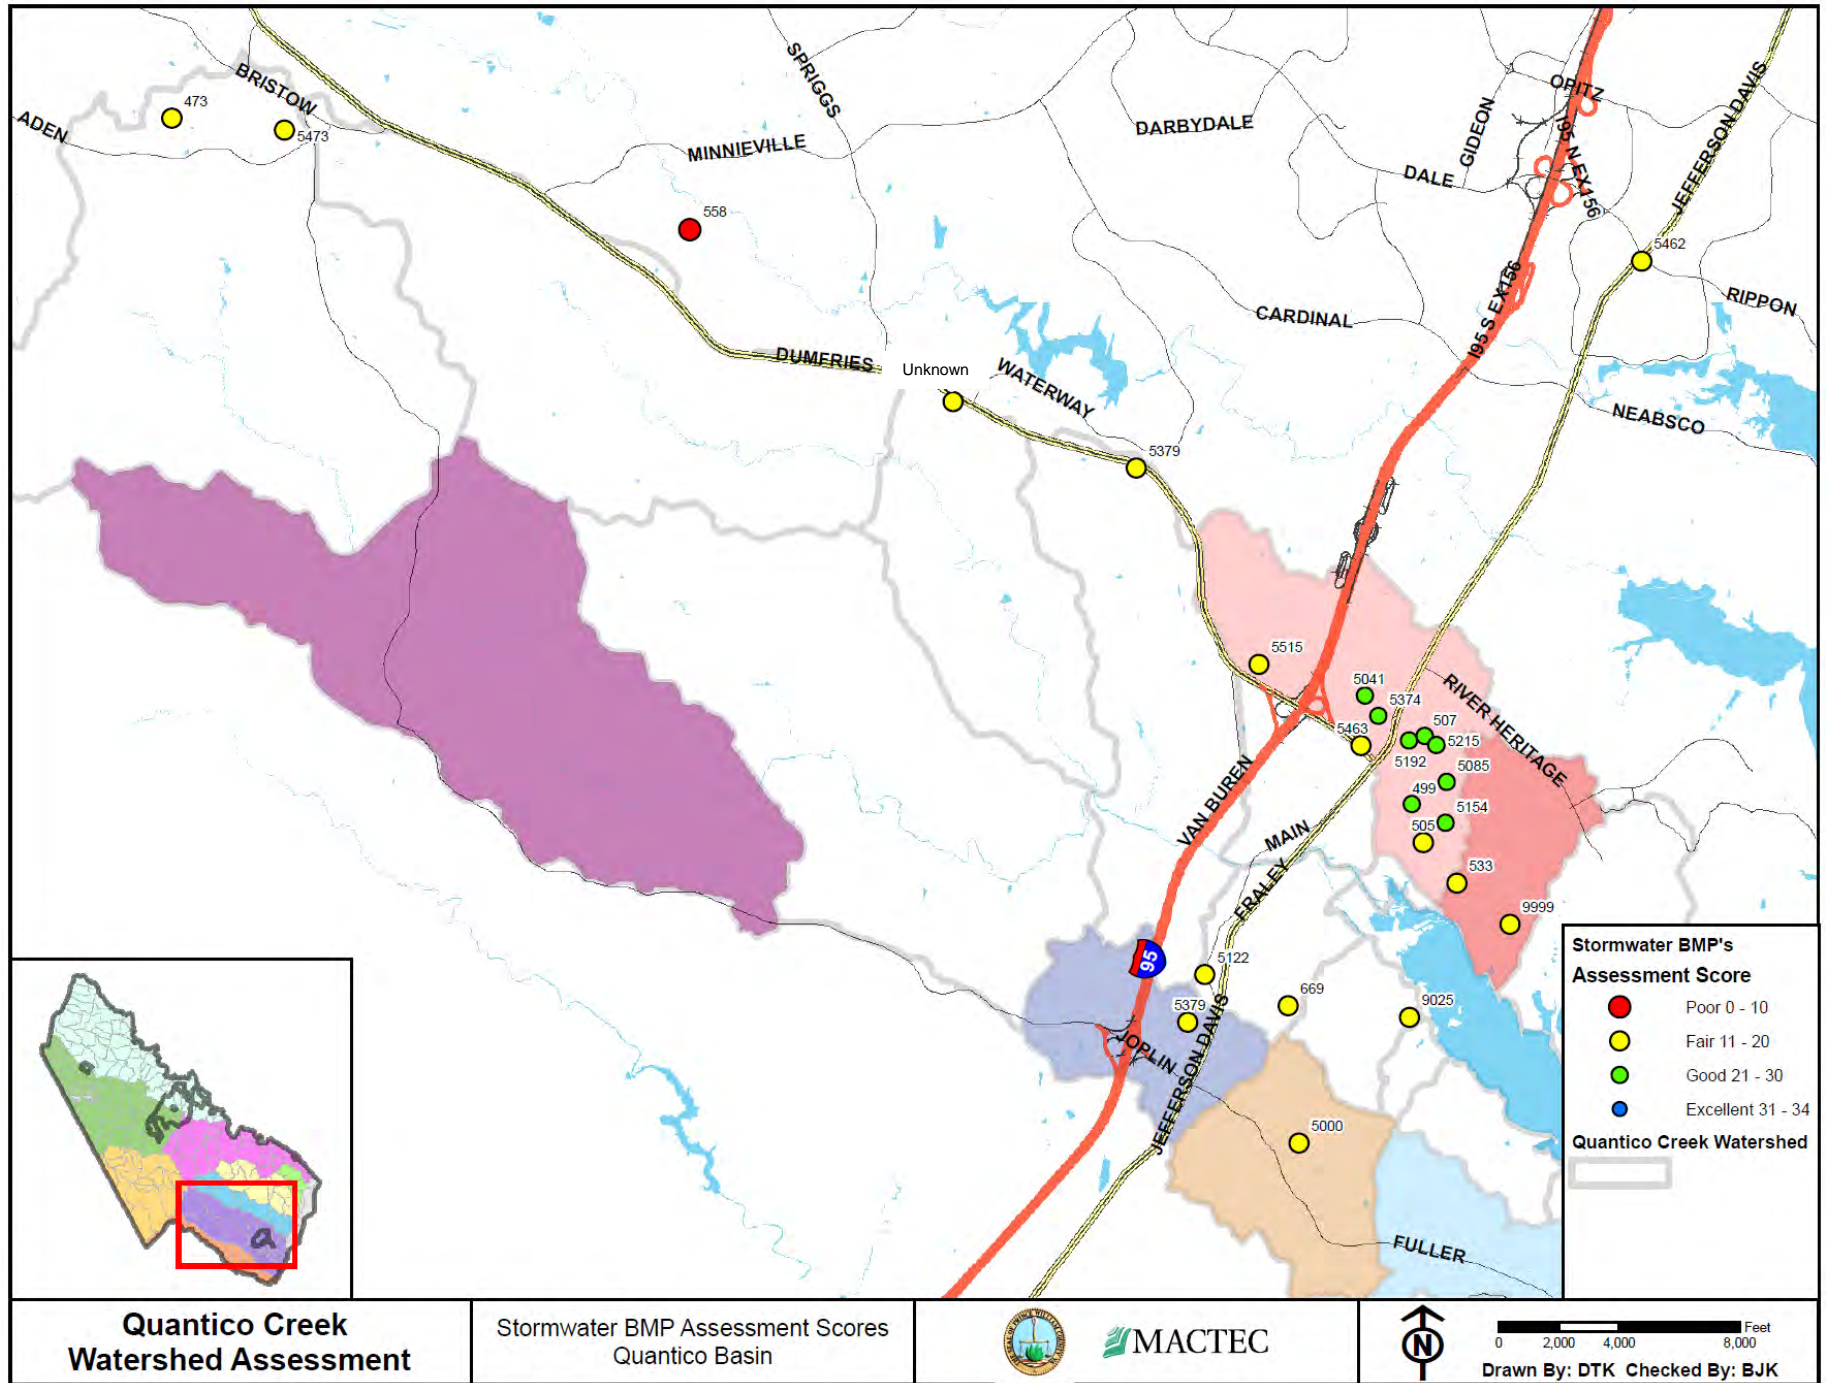 OPITZ
SPRIGGS
BRISTOW
473
ADEN
5473
MINNIEVILLE
DARBYDALE
GIDEON
I95 N EX156
JEFFERSON DAVIS
DALE
558
5462
RIPPON
I95 S EX156
CARDINAL
DUMFRIES
Unknown
WATERWAY
NEABSCO
5379
5515
5041
5374
RIVER HERITAGE
507
5463
5215
5192
5085
499
5154
505
VAN BUREN
MAIN
533
FRALEY
9999
95
5122
669
9025
5379
JOPLIN
JEFFERSON DAVIS
5000
FULLER
Stormwater BMP's
Assessment Score
Poor 0 - 10
Fair 11 - 20
Good 21 - 30
Excellent 31 - 34
Quantico Creek Watershed
Quantico Creek
Watershed Assessment
Stormwater BMP Assessment Scores
Quantico Basin
MACTEC
N
Feet
0 2,000 4,000 8,000
Drawn By: DTK Checked By: BJK